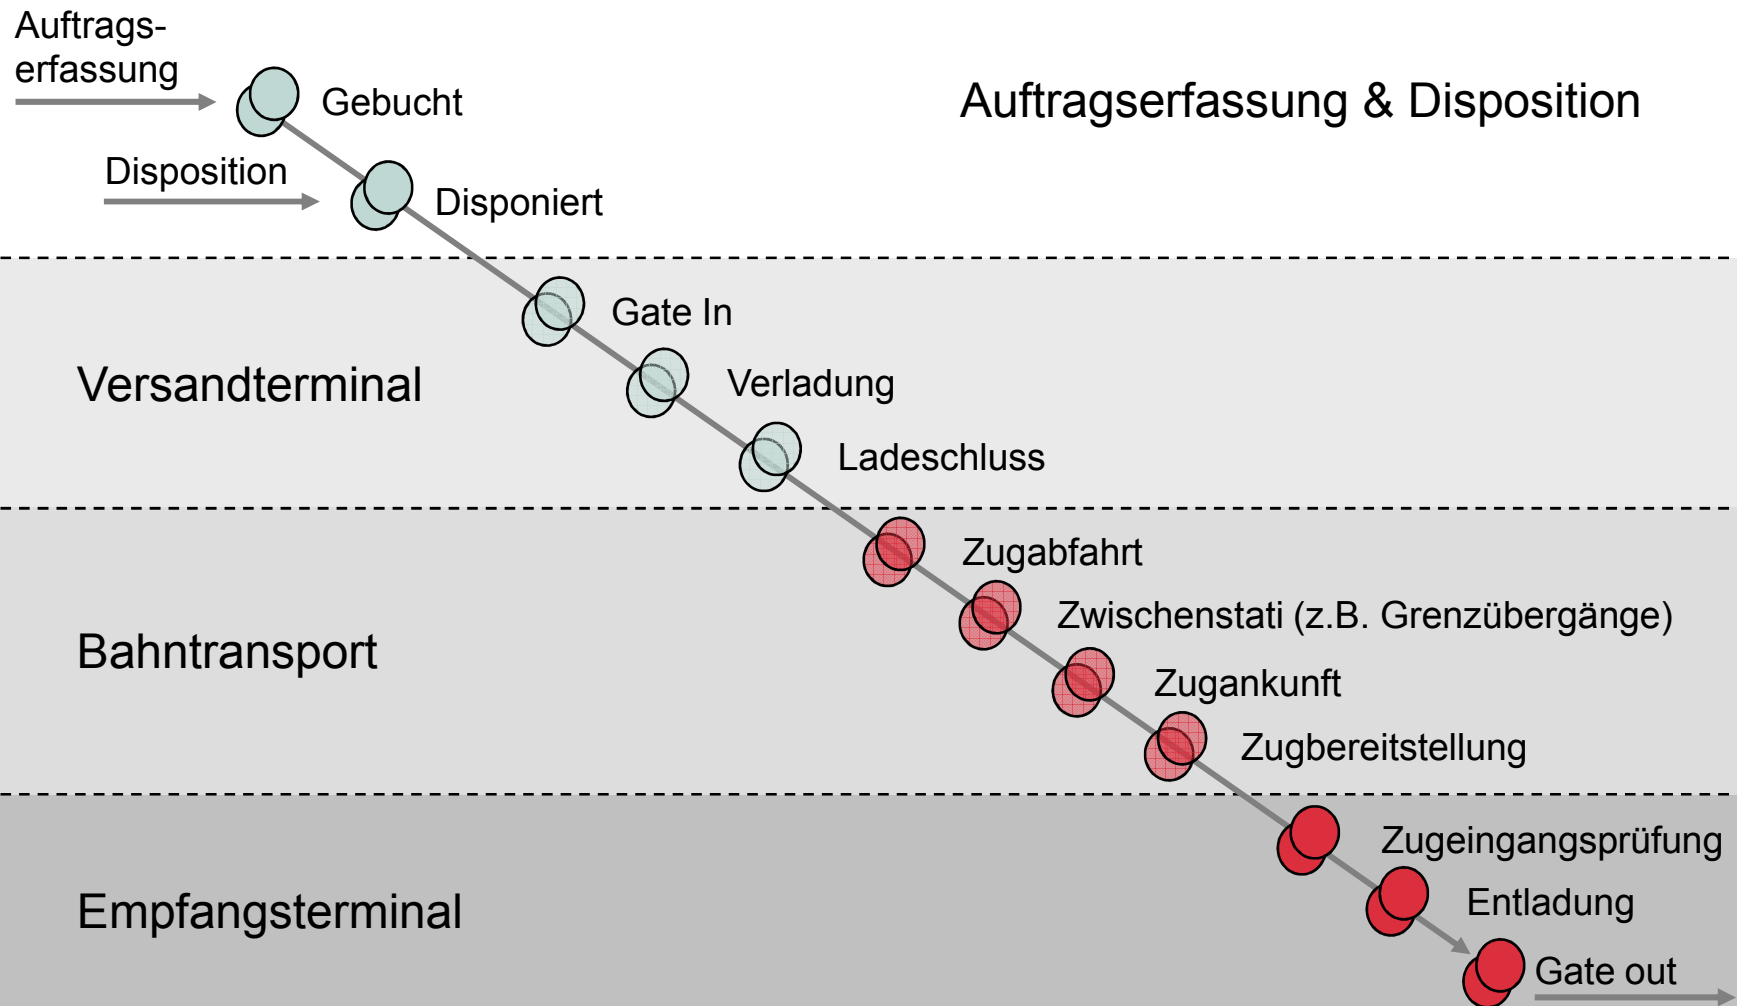 Auftrags-
erfassung
Gebucht
Auftragserfassung & Disposition
Disposition
Disponiert
Gate In
Versandterminal
Verladung
Ladeschluss
Zugabfahrt
Zwischenstati (z.B. Grenzübergänge)
Bahntransport
Zugankunft
Zugbereitstellung
Zugeingangsprüfung
Empfangsterminal
Entladung
Gate out